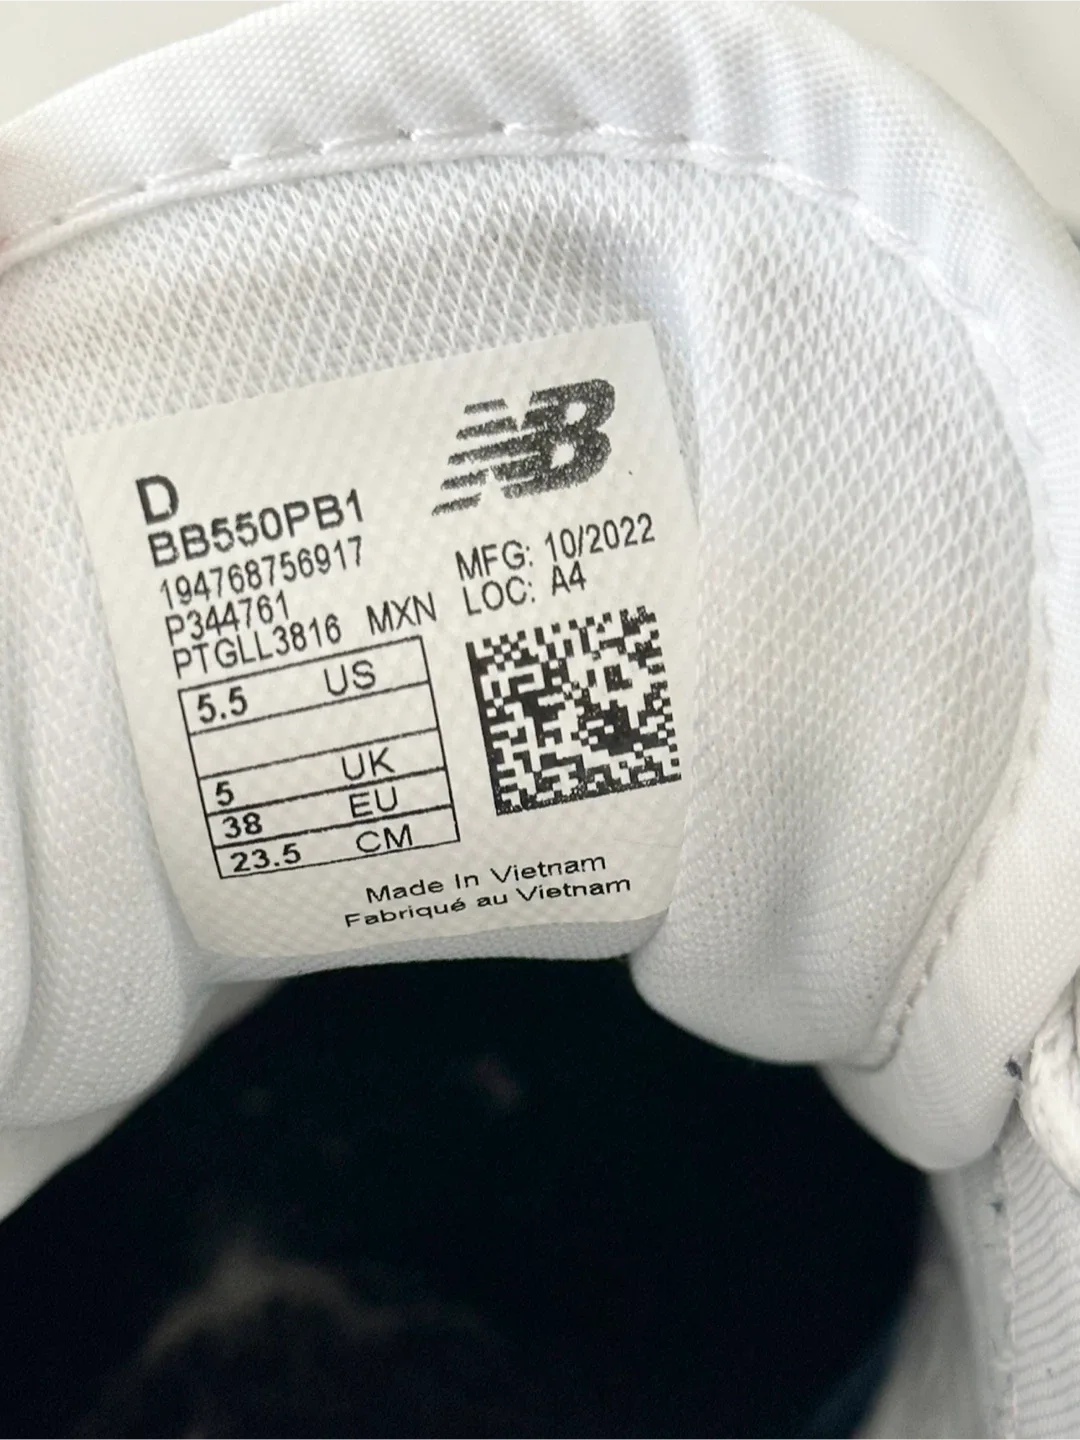 NB
D
BB550PB1
194768756917
P344761
PTGLL3816 MXN
MFG: 10/2022
LOC: A4
5.5 US
5 UK
38 EU
23.5 CM
Made In Vietnam
Fabriqué au Vietnam